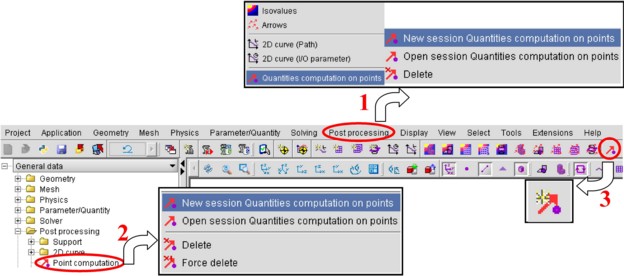 Isovalues
Arrows
2D curve (Path)
2D curve (I/O parameter)
Quantities computation on points
New session Quantities computation on points
Open session Quantities computation on points
Delete
1
Project Application Geometry Mesh Physics Parameter/Quantity Solving Post processing Display View Select Tools Extensions Help
General data
Geometry
Mesh
Physics
Parameter/Quantity
Solver
Post processing
Support
2D curve
Point computation
2
New session Quantities computation on points
Open session Quantities computation on points
Delete
Force delete
3